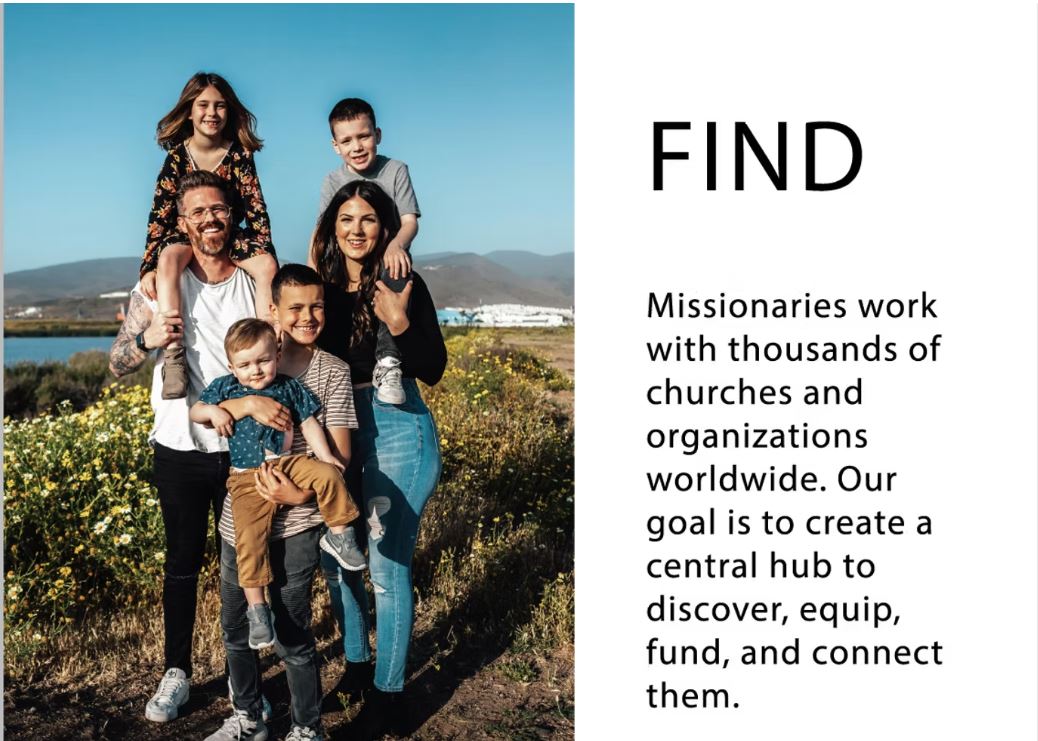 FIND
Missionaries work
with thousands of
churches and
organizations
worldwide. Our
goal is to create a
central hub to
discover, equip,
fund, and connect
them.